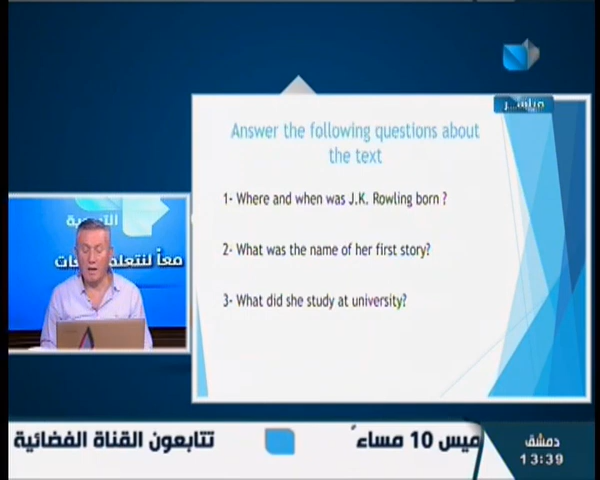 مباشر
Answer the following questions about
the text
1- Where and when was J.K. Rowling born ?
2- What was the name of her first story?
3- What did she study at university?
معاً لنتعلم
ميس 10 مساءً
تتابعون القناة الفضائية
دمشق
13:39